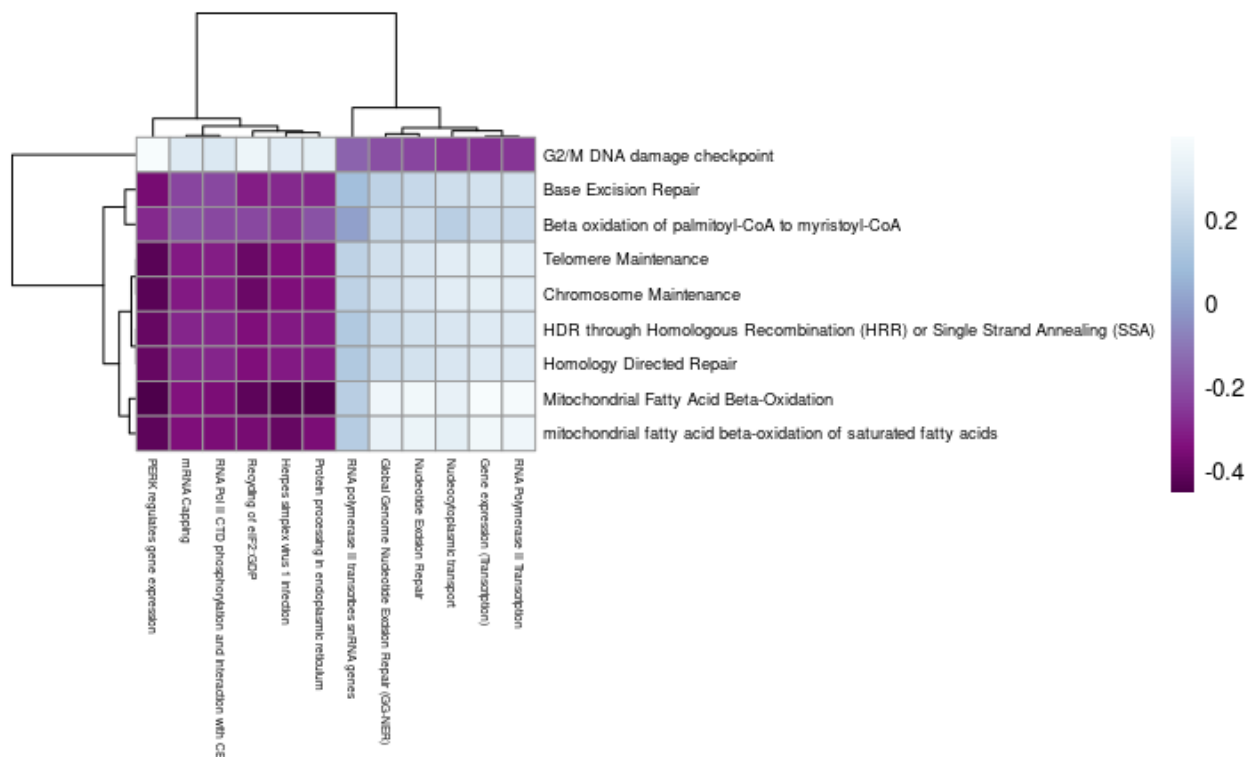 G2/M DNA damage checkpoint
Base Excision Repair
Beta oxidation of palmitoyl-CoA to myristoyl-CoA
Telomere Maintenance
Chromosome Maintenance
HDR through Homologous Recombination (HRR) or Single Strand Annealing (SSA)
Homology Directed Repair
Mitochondrial Fatty Acid Beta-Oxidation
mitochondrial fatty acid beta-oxidation of saturated fatty acids
0.2
0
-0.2
-0.4
PERK regulates gene expression
mRNA Capping
RNA Pol II CTD phosphorylation and interaction with CE
Recycling of eIF2:GDP
Herpes simplex virus 1 infection
Protein processing in endoplasmic reticulum
RNA polymerase II transcribes snRNA genes
Global Genome Nucleotide Excision Repair (GG-NER)
Nucleotide Excision Repair
Nucleocytoplasmic transport
Gene expression (Transcription)
RNA Polymerase II Transcription